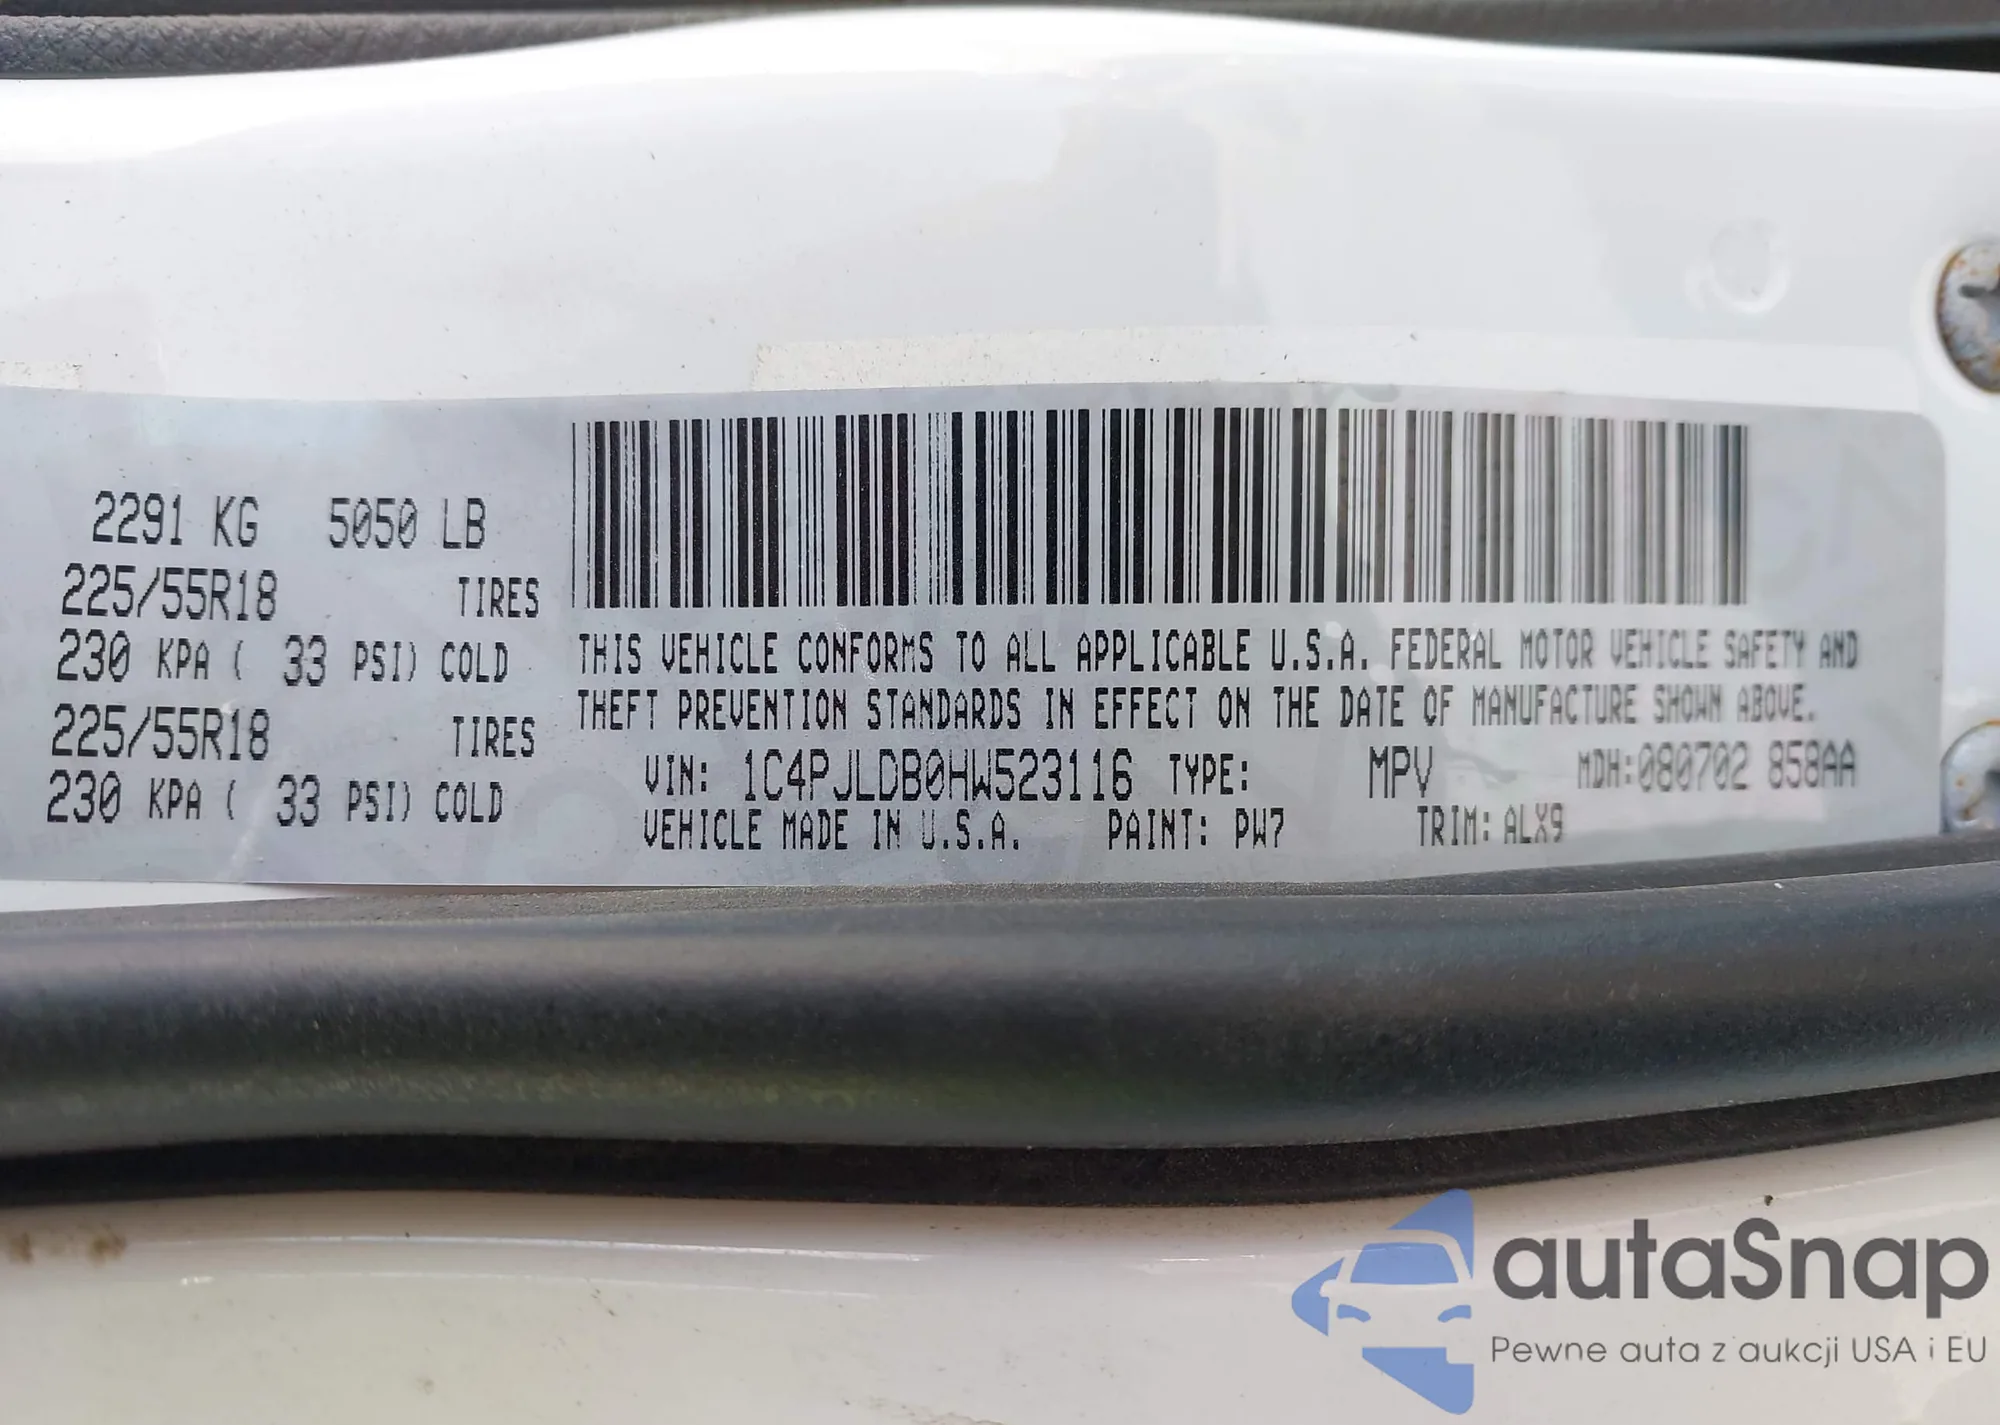 2291 KG 5050 LB
225/55R18 TIRES
230 KPA ( 33 PSI) COLD
225/55R18 TIRES
230 KPA ( 33 PSI) COLD
THIS VEHICLE CONFORMS TO ALL APPLICABLE U.S.A. FEDERAL MOTOR VEHICLE SAFETY AND
THEFT PREVENTION STANDARDS IN EFFECT ON THE DATE OF MANUFACTURE SHOWN ABOVE.
VIN: 1C4PJLDB0HW523116 TYPE: MPV MDH:080702 858AA
VEHICLE MADE IN U.S.A. PAINT: PW7 TRIM: ALX9
autaSnap
Pewne auta z aukcji USA i EU